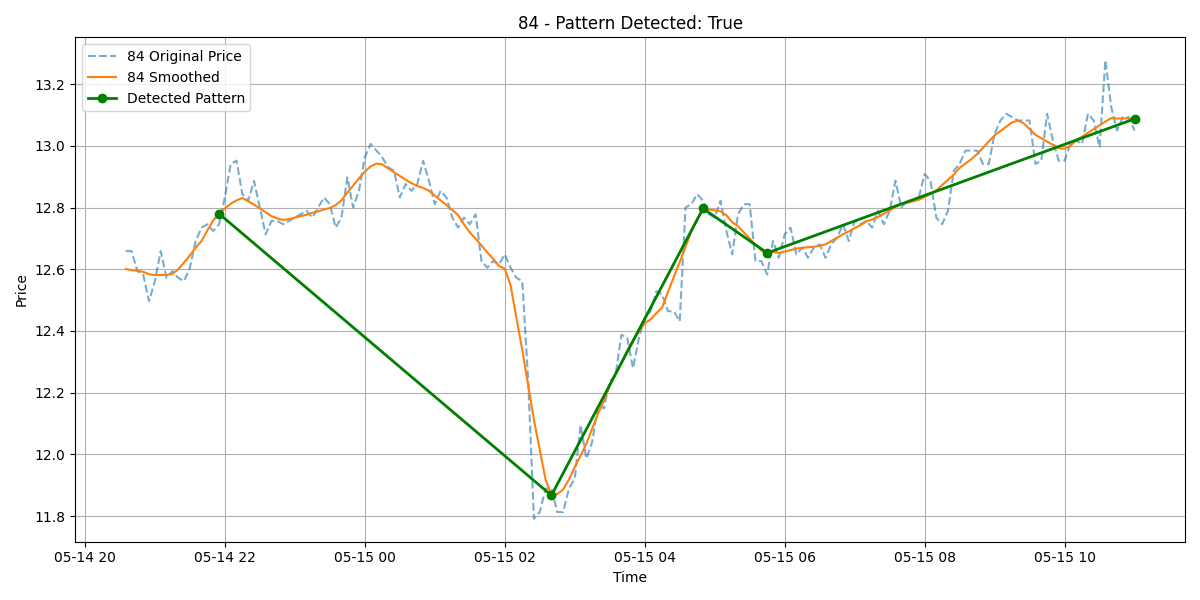 84 - Pattern Detected: True
84 Original Price
84 Smoothed
Detected Pattern
Price
13.2
13.0
12.8
12.6
12.4
12.2
12.0
11.8
05-14 20 05-14 22 05-15 00 05-15 02 05-15 04 05-15 06 05-15 08 05-15 10
Time